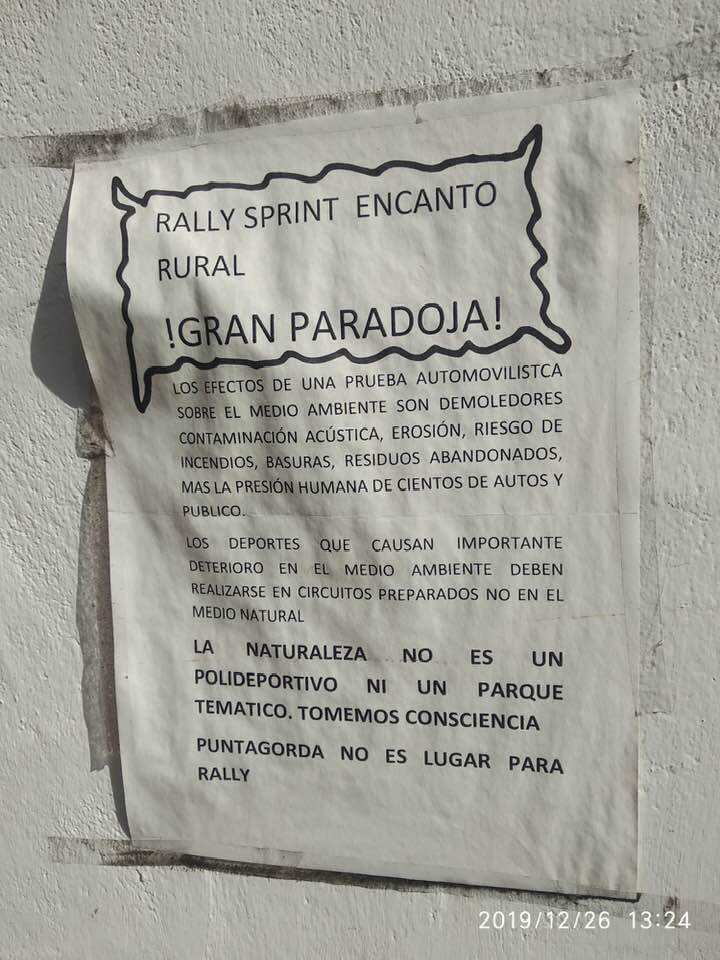 RALLY SPRINT ENCANTO
RURAL
!GRAN PARADOJA!
LOS EFECTOS DE UNA PRUEBA AUTOMOVILISTCA
SOBRE EL MEDIO AMBIENTE SON DEMOLEDORES
CONTAMINACIÓN ACÚSTICA, EROSIÓN, RIESGO DE
INCENDIOS, BASURAS, RESIDUOS ABANDONADOS,
MAS LA PRESIÓN HUMANA DE CIENTOS DE AUTOS Y
PUBLICO.
LOS DEPORTES QUE CAUSAN IMPORTANTE
DETERIORO EN EL MEDIO AMBIENTE DEBEN
REALIZARSE EN CIRCUITOS PREPARADOS NO EN EL
MEDIO NATURAL
LA NATURALEZA NO ES UN
POLIDEPORTIVO NI UN PARQUE
TEMATICO. TOMEMOS CONSCIENCIA
PUNTAGORDA NO ES LUGAR PARA
RALLY
2019/12/26 13:24